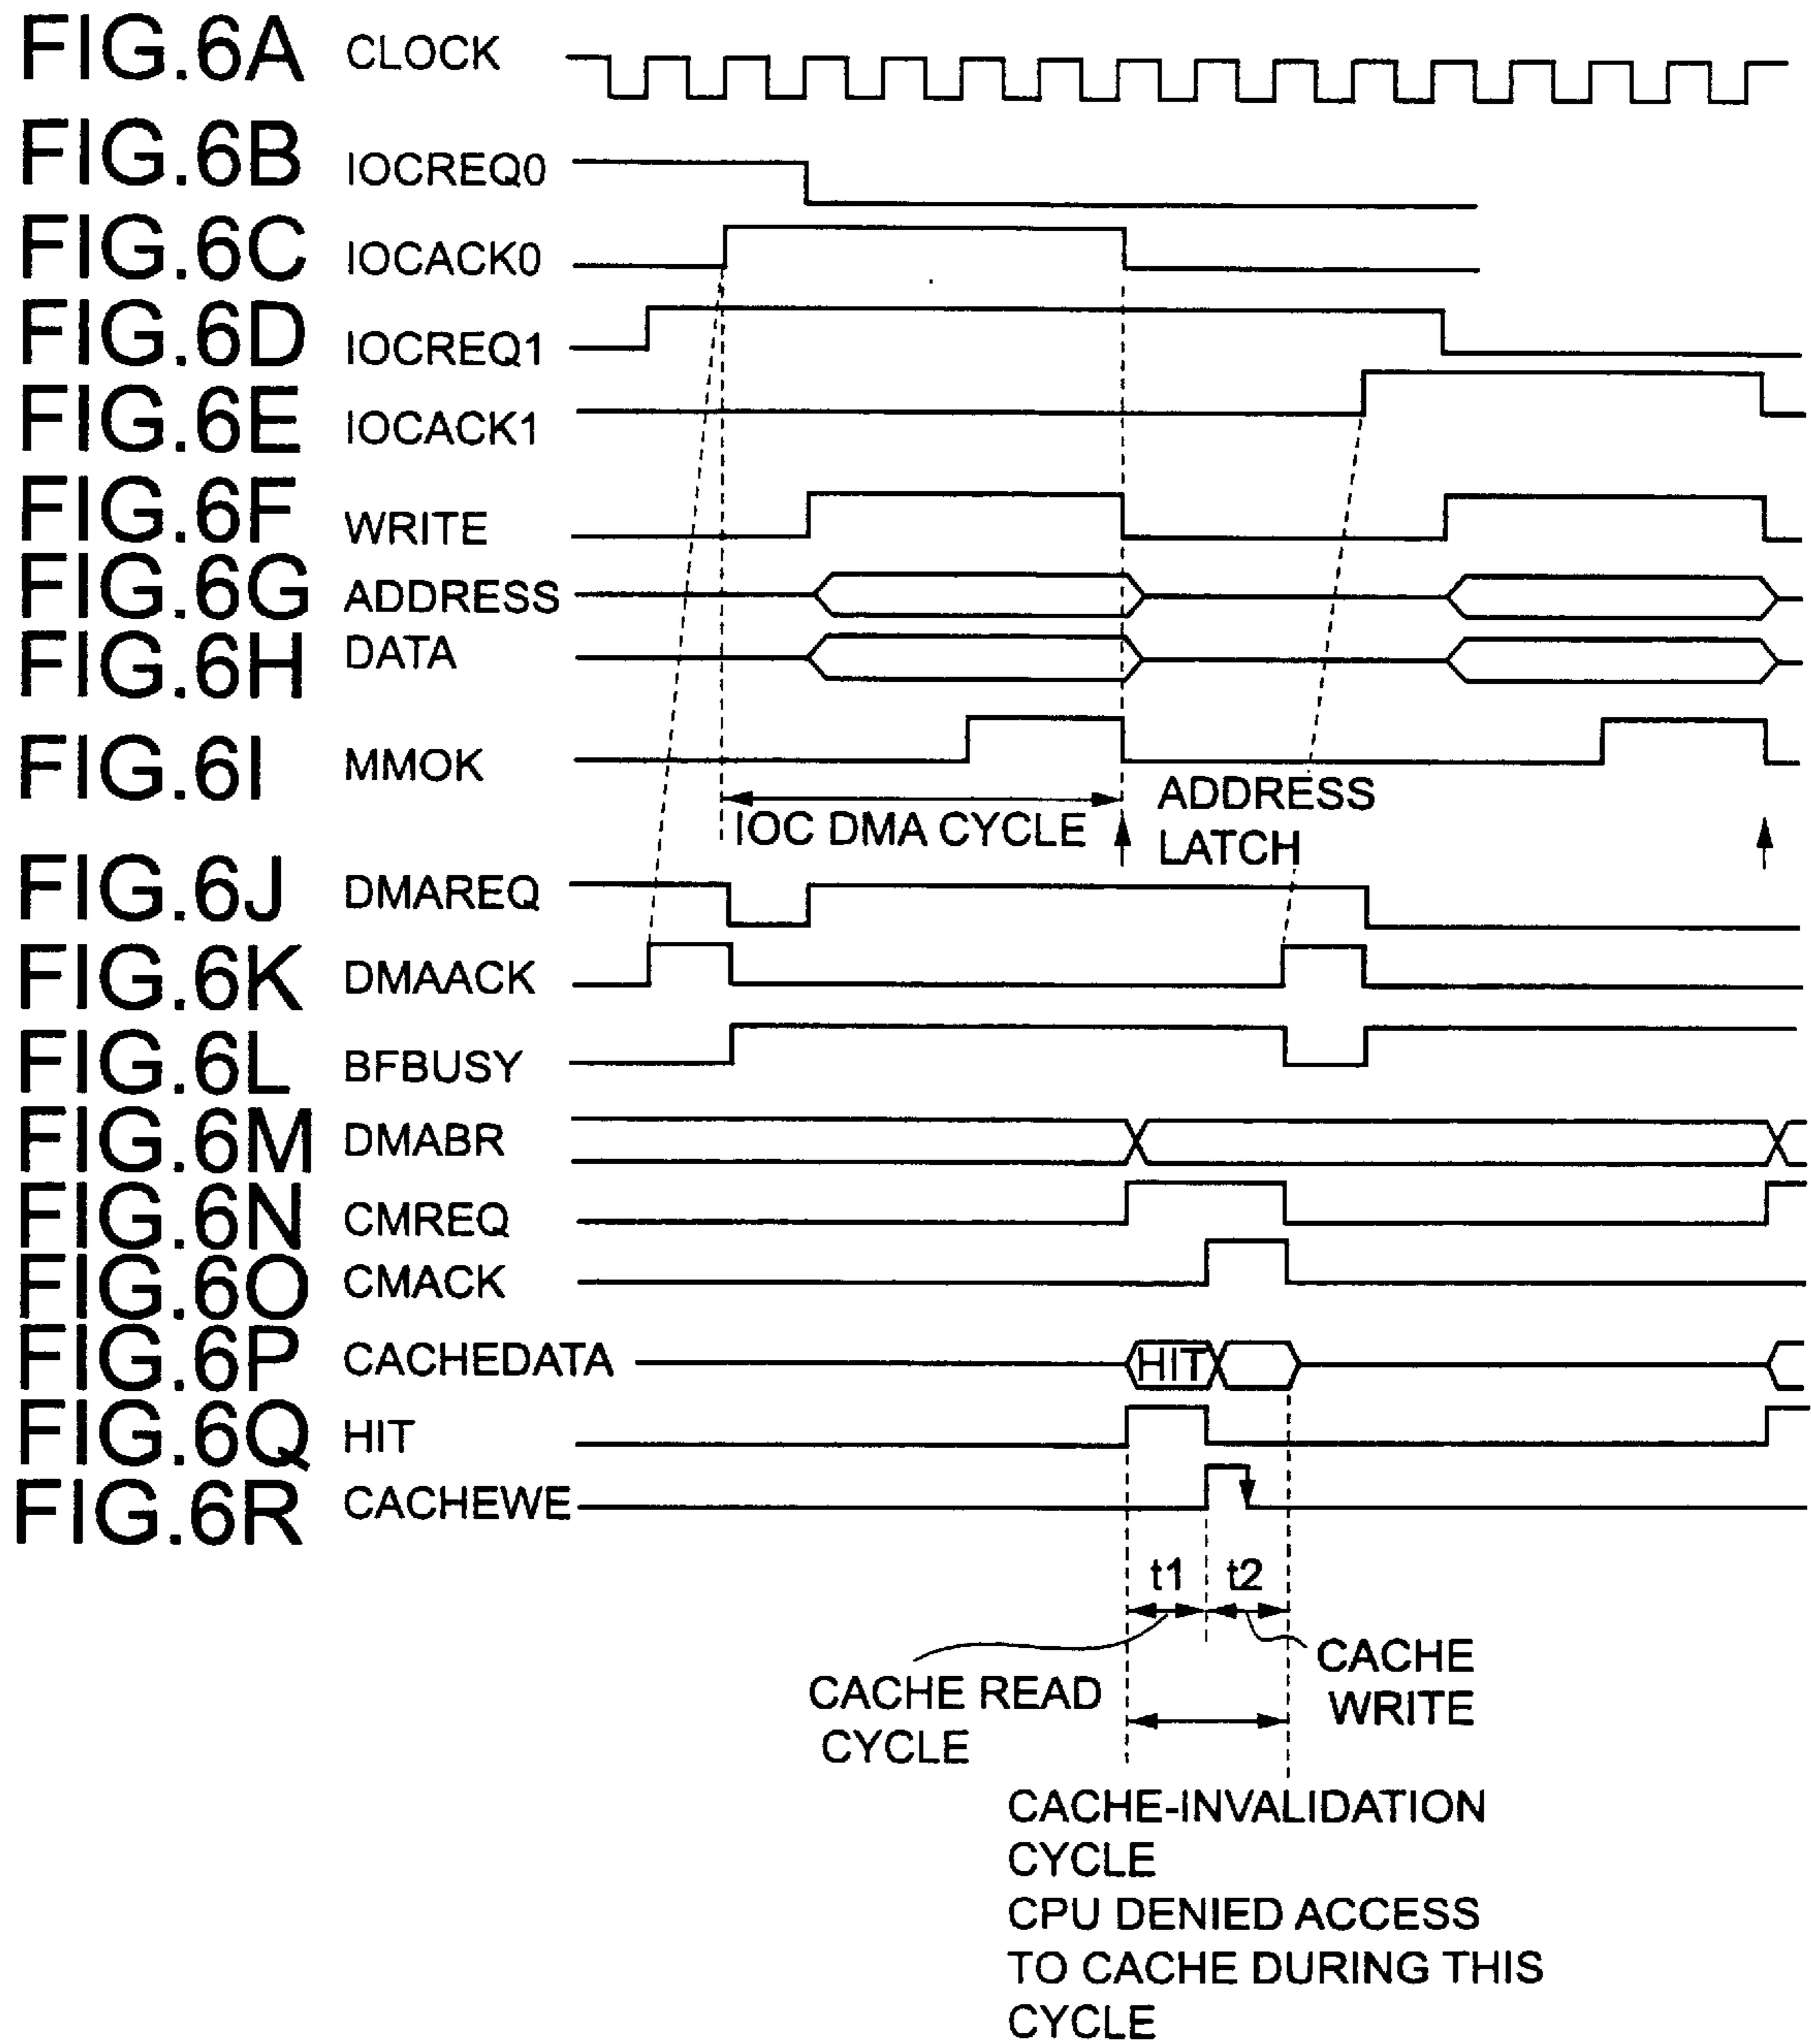 FIG.6A CLOCK
FIG.6B IOCREQ0
FIG.6C IOCACK0
FIG.6D IOCREQ1
FIG.6E IOCACK1
FIG.6F WRITE
FIG.6G ADDRESS
FIG.6H DATA
FIG.6I MMOK
IOC DMA CYCLE
ADDRESS
LATCH
FIG.6J DMAREQ
FIG.6K DMAACK
FIG.6L BFBUSY
FIG.6M DMABR
FIG.6N CMREQ
FIG.6O CMACK
FIG.6P CACHEDATA HIT
FIG.6Q HIT
FIG.6R CACHEWE
t1 t2
CACHE READ
CYCLE
CACHE
WRITE
CACHE-INVALIDATION
CYCLE
CPU DENIED ACCESS
TO CACHE DURING THIS
CYCLE